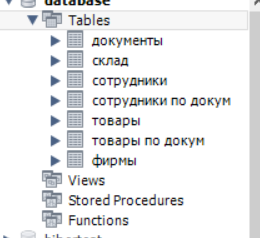 database
Tables
документы
склад
сотрудники
сотрудники по докум
товары
товары по докум
фирмы
Views
Stored Procedures
Functions